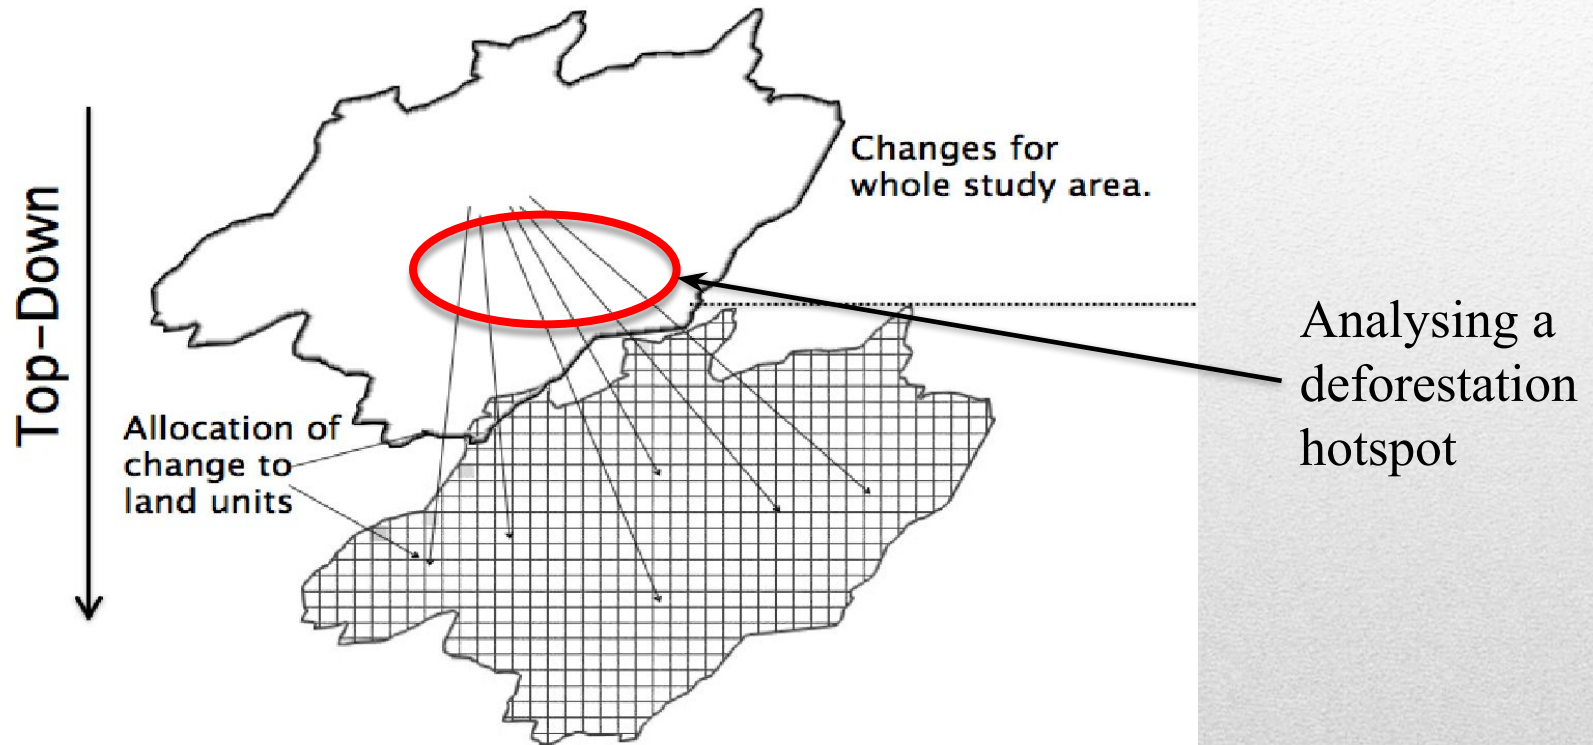 Top-Down
Changes for
whole study area.
Allocation of
change to
land units
Analysing a
deforestation
hotspot